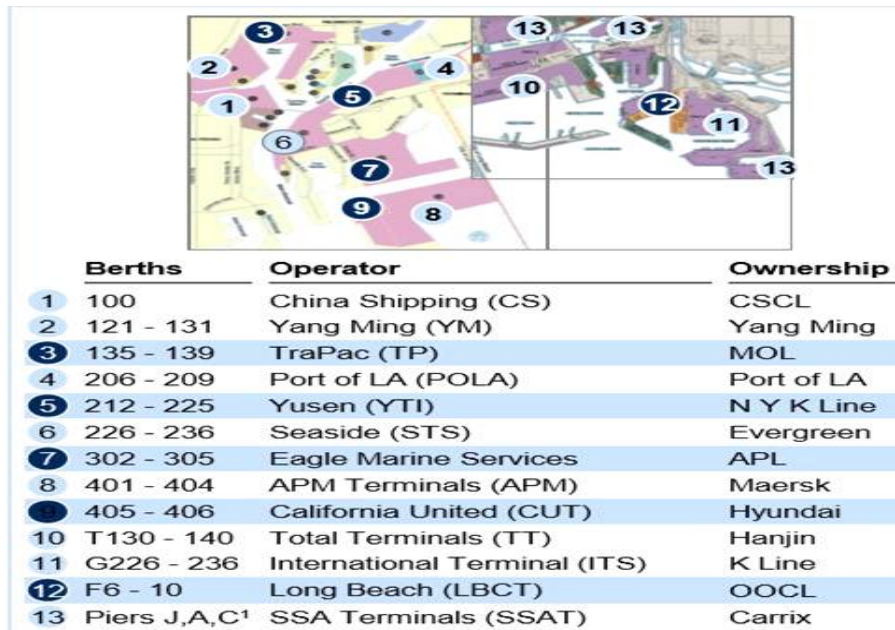 3
13
13
2
4
10
5
12
1
11
6
7
13
9
8
Berths Operator Ownership
1 100 China Shipping (CS) CSCL
2 121 - 131 Yang Ming (YM) Yang Ming
3 135 - 139 TraPac (TP) MOL
4 206 - 209 Port of LA (POLA) Port of LA
5 212 - 225 Yusen (YTI) N Y K Line
6 226 - 236 Seaside (STS) Evergreen
7 302 - 305 Eagle Marine Services APL
8 401 - 404 APM Terminals (APM) Maersk
9 405 - 406 California United (CUT) Hyundai
10 T130 - 140 Total Terminals (TT) Hanjin
11 G226 - 236 International Terminal (ITS) K Line
12 F6 - 10 Long Beach (LBCT) OOCL
13 Piers J,A,C¹ SSA Terminals (SSAT) Carrix